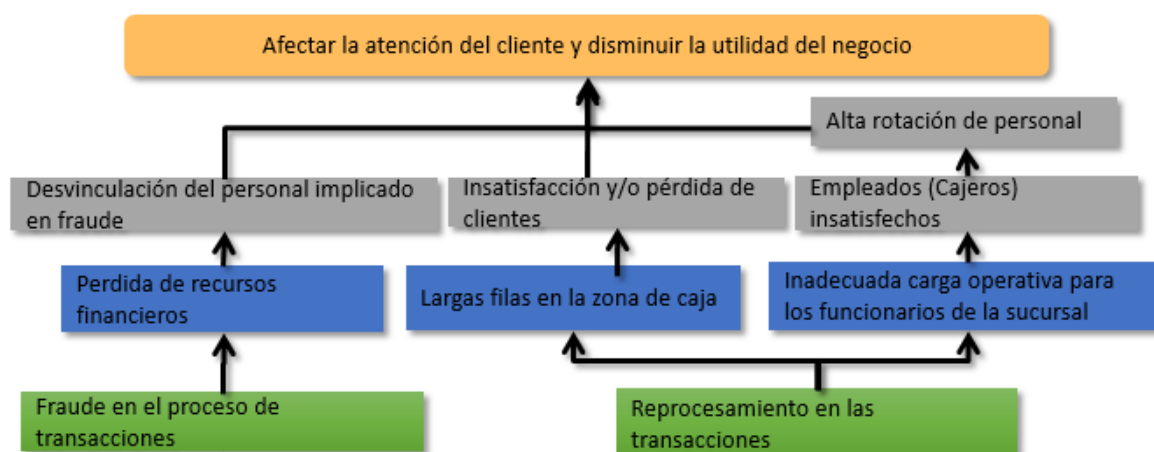 Afectar la atención del cliente y disminuir la utilidad del negocio
Alta rotación de personal
Desvinculación del personal implicado
en fraude
Insatisfacción y/o pérdida de
clientes
Empleados (Cajeros)
insatisfechos
Perdida de recursos
financieros
Largas filas en la zona de caja
Inadecuada carga operativa para
los funcionarios de la sucursal
Fraude en el proceso de
transacciones
Reprocesamiento en las
transacciones